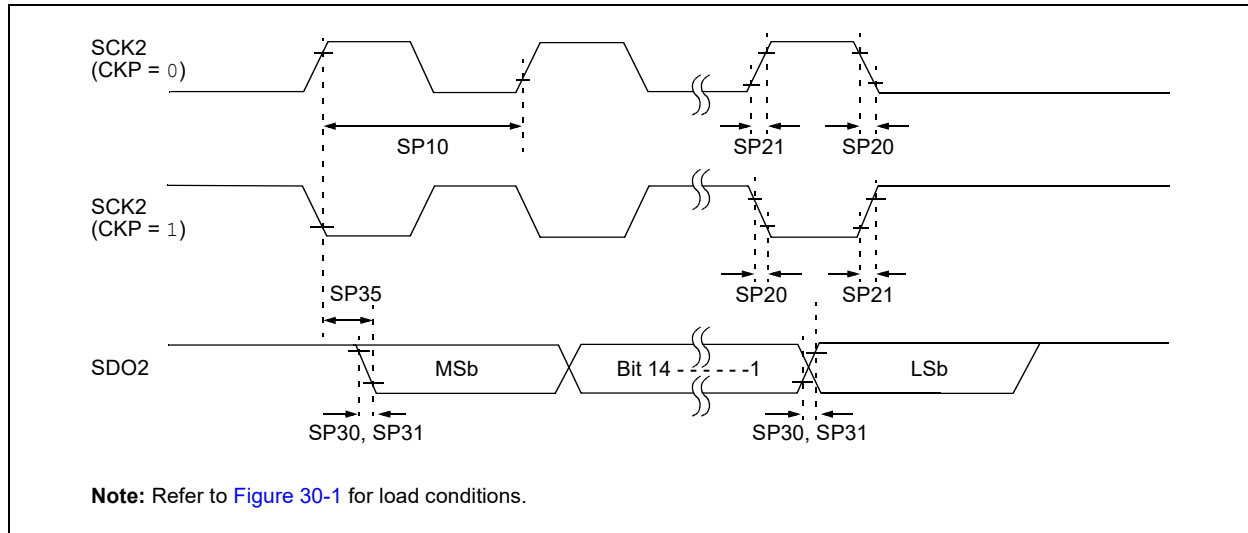 SCK2
(CKP = 0)
SP10
SP21
SP20
SCK2
(CKP = 1)
SP35
SP20
SP21
SDO2
MSb
Bit 14 - - - - - - -1
LSb
SP30, SP31
SP30, SP31
Note: Refer to Figure 30-1 for load conditions.